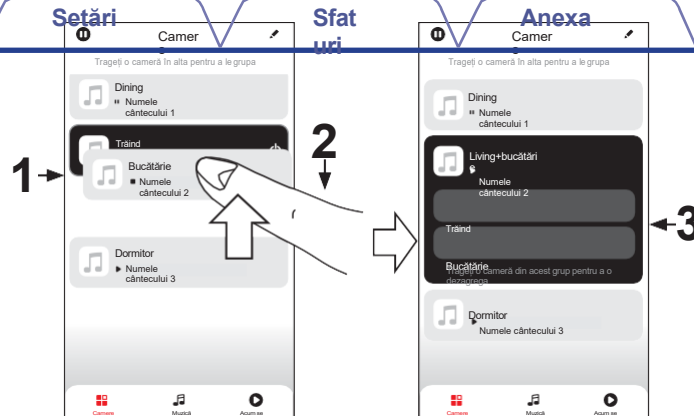 Setări
Sfat
uri
Anexa
Camer
Trageți o cameră în alta pentru a le grupa
Dining
Numele
cântecului 1
Trăind
Bucătărie
Numele
cântecului 2
Dormitor
Numele
cântecului 3
Camere
Muzică
Acum se
1
2
Camer
Trageți o cameră în alta pentru a le grupa
Dining
Numele
cântecului 1
Living+bucătări
e
Numele
cântecului 2
Trăind
Bucătărie
Trageți o cameră din acest grup pentru a o
dezagrega
Dormitor
Numele cântecului 3
Camere
Muzică
Acum se
3